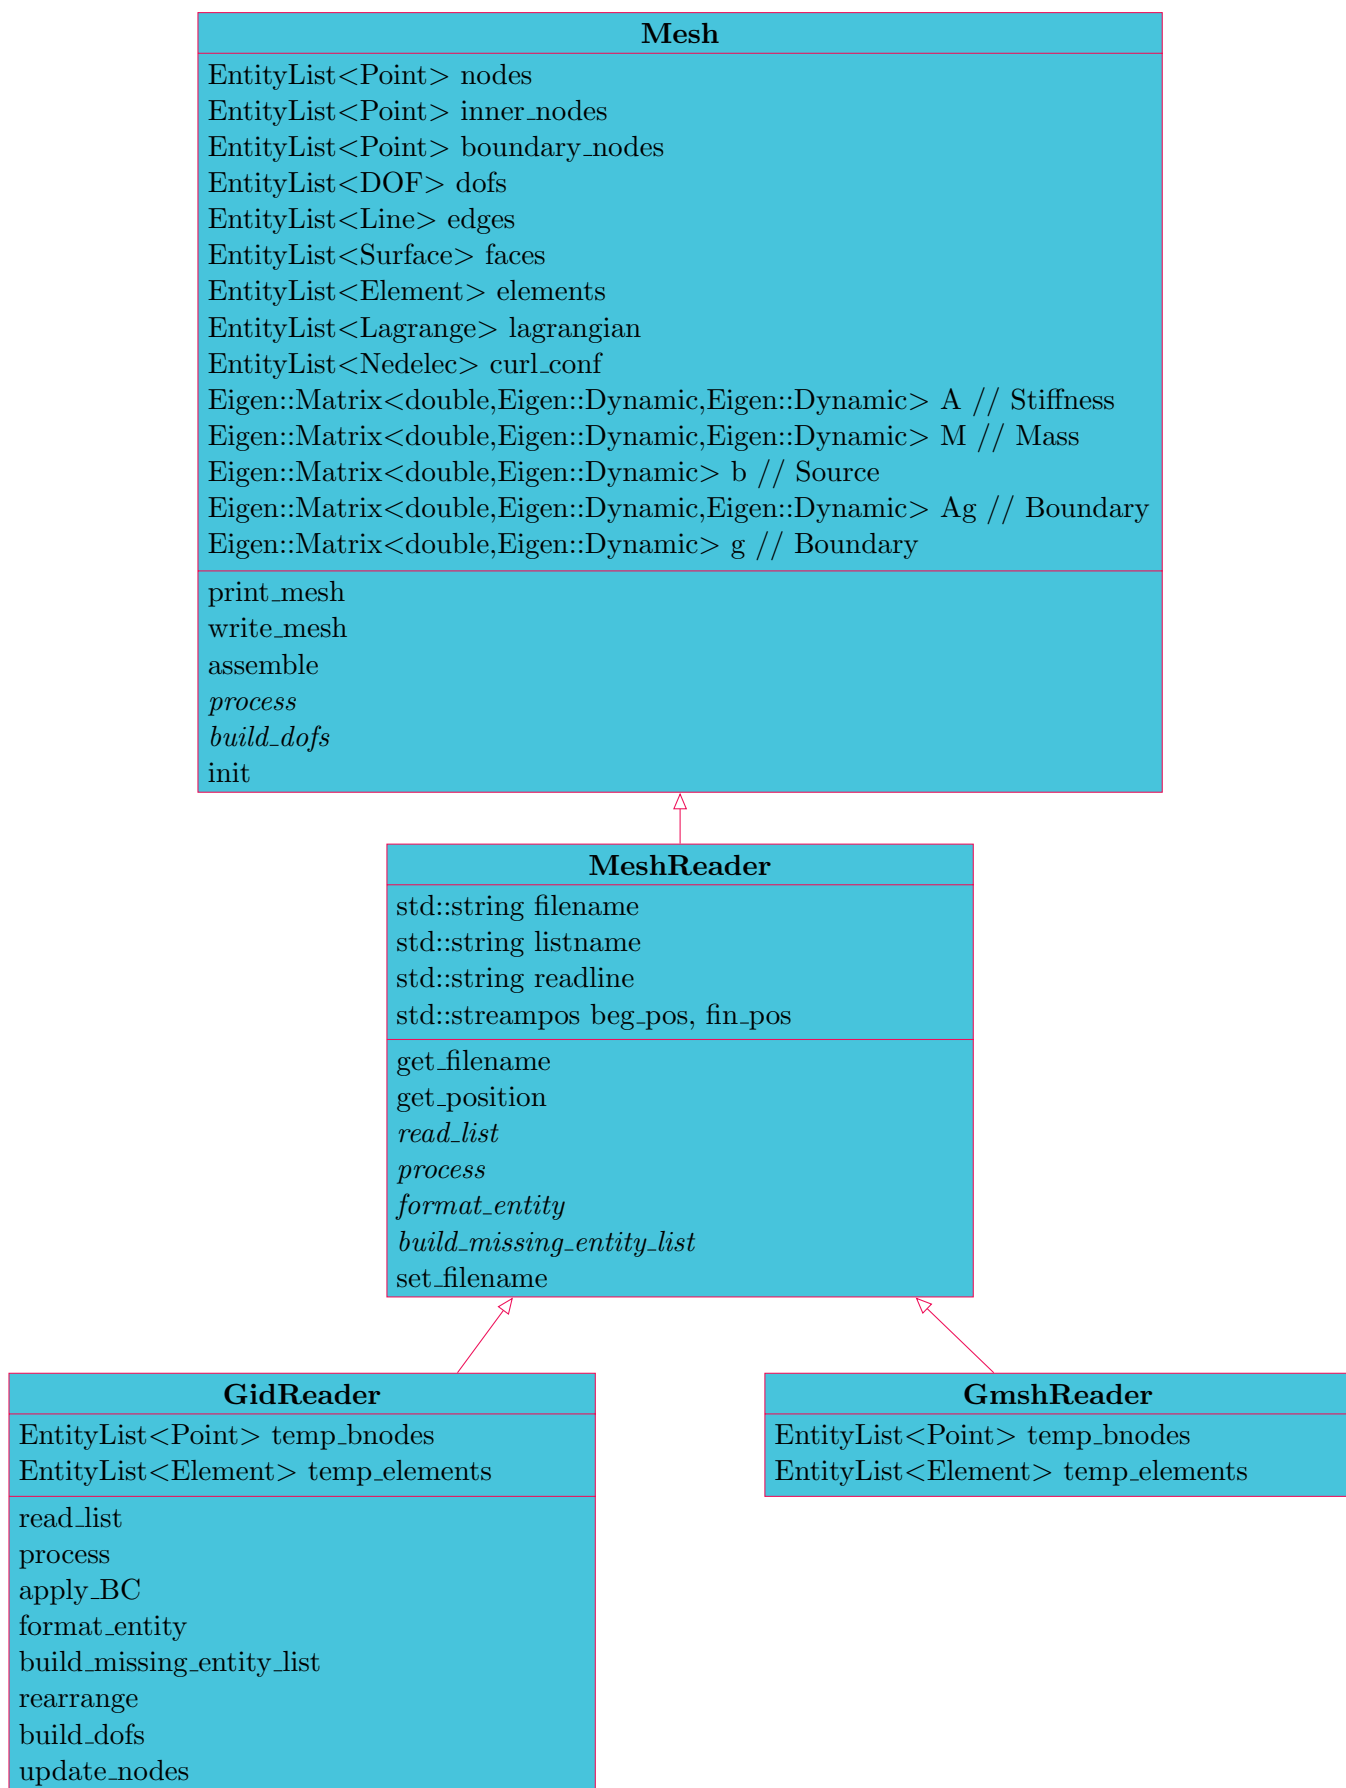 Mesh
EntityList<Point> nodes
EntityList<Point> inner_nodes
EntityList<Point> boundary_nodes
EntityList<DOF> dofs
EntityList<Line> edges
EntityList<Surface> faces
EntityList<Element> elements
EntityList<Lagrange> lagrangian
EntityList<Nedelec> curl_conf
Eigen::Matrix<double,Eigen::Dynamic,Eigen::Dynamic> A // Stiffness
Eigen::Matrix<double,Eigen::Dynamic,Eigen::Dynamic> M // Mass
Eigen::Matrix<double,Eigen::Dynamic> b // Source
Eigen::Matrix<double,Eigen::Dynamic,Eigen::Dynamic> Ag // Boundary
Eigen::Matrix<double,Eigen::Dynamic> g // Boundary
print_mesh
write_mesh
assemble
process
build_dofs
init
MeshReader
std::string filename
std::string listname
std::string readline
std::streampos beg_pos, fin_pos
get_filename
get_position
read_list
process
format_entity
build_missing_entity_list
set_filename
GidReader
EntityList<Point> temp_bnodes
EntityList<Element> temp_elements
read_list
process
apply_BC
format_entity
build_missing_entity_list
rearrange
build_dofs
update_nodes
GmshReader
EntityList<Point> temp_bnodes
EntityList<Element> temp_elements